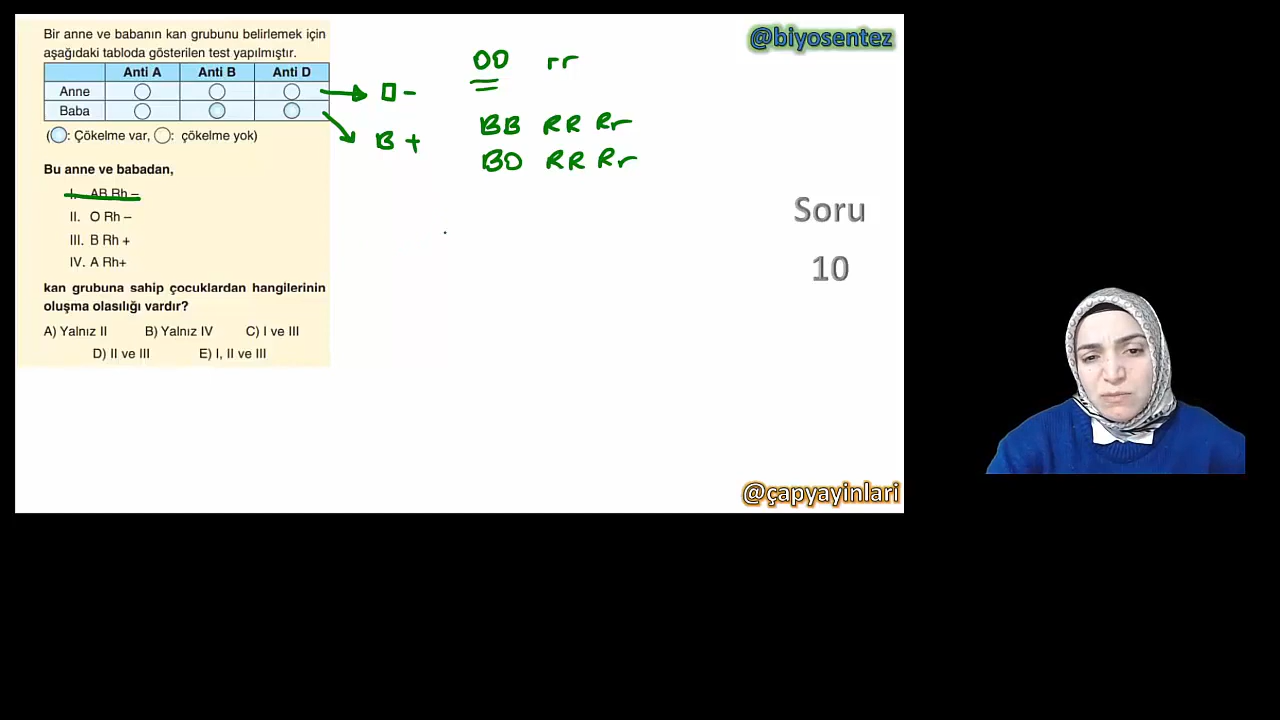 Bir anne ve babanın kan grubunu belirlemek için
aşağıdaki tabloda gösterilen test yapılmıştır.
Anti A Anti B Anti D
Anne
Baba
( : Çökelme var, : çökelme yok)
Bu anne ve babadan,
I. AB Rh –
II. O Rh –
III. B Rh +
IV. A Rh+
kan grubuna sahip çocuklardan hangilerinin
oluşma olasılığı vardır?
A) Yalnız II B) Yalnız IV C) I ve III
D) II ve III E) I, II ve III
O -
B +
OO rr
BB RR Rr
BO RR Rr
@biyosentez
Soru
10
@çapyayinlari